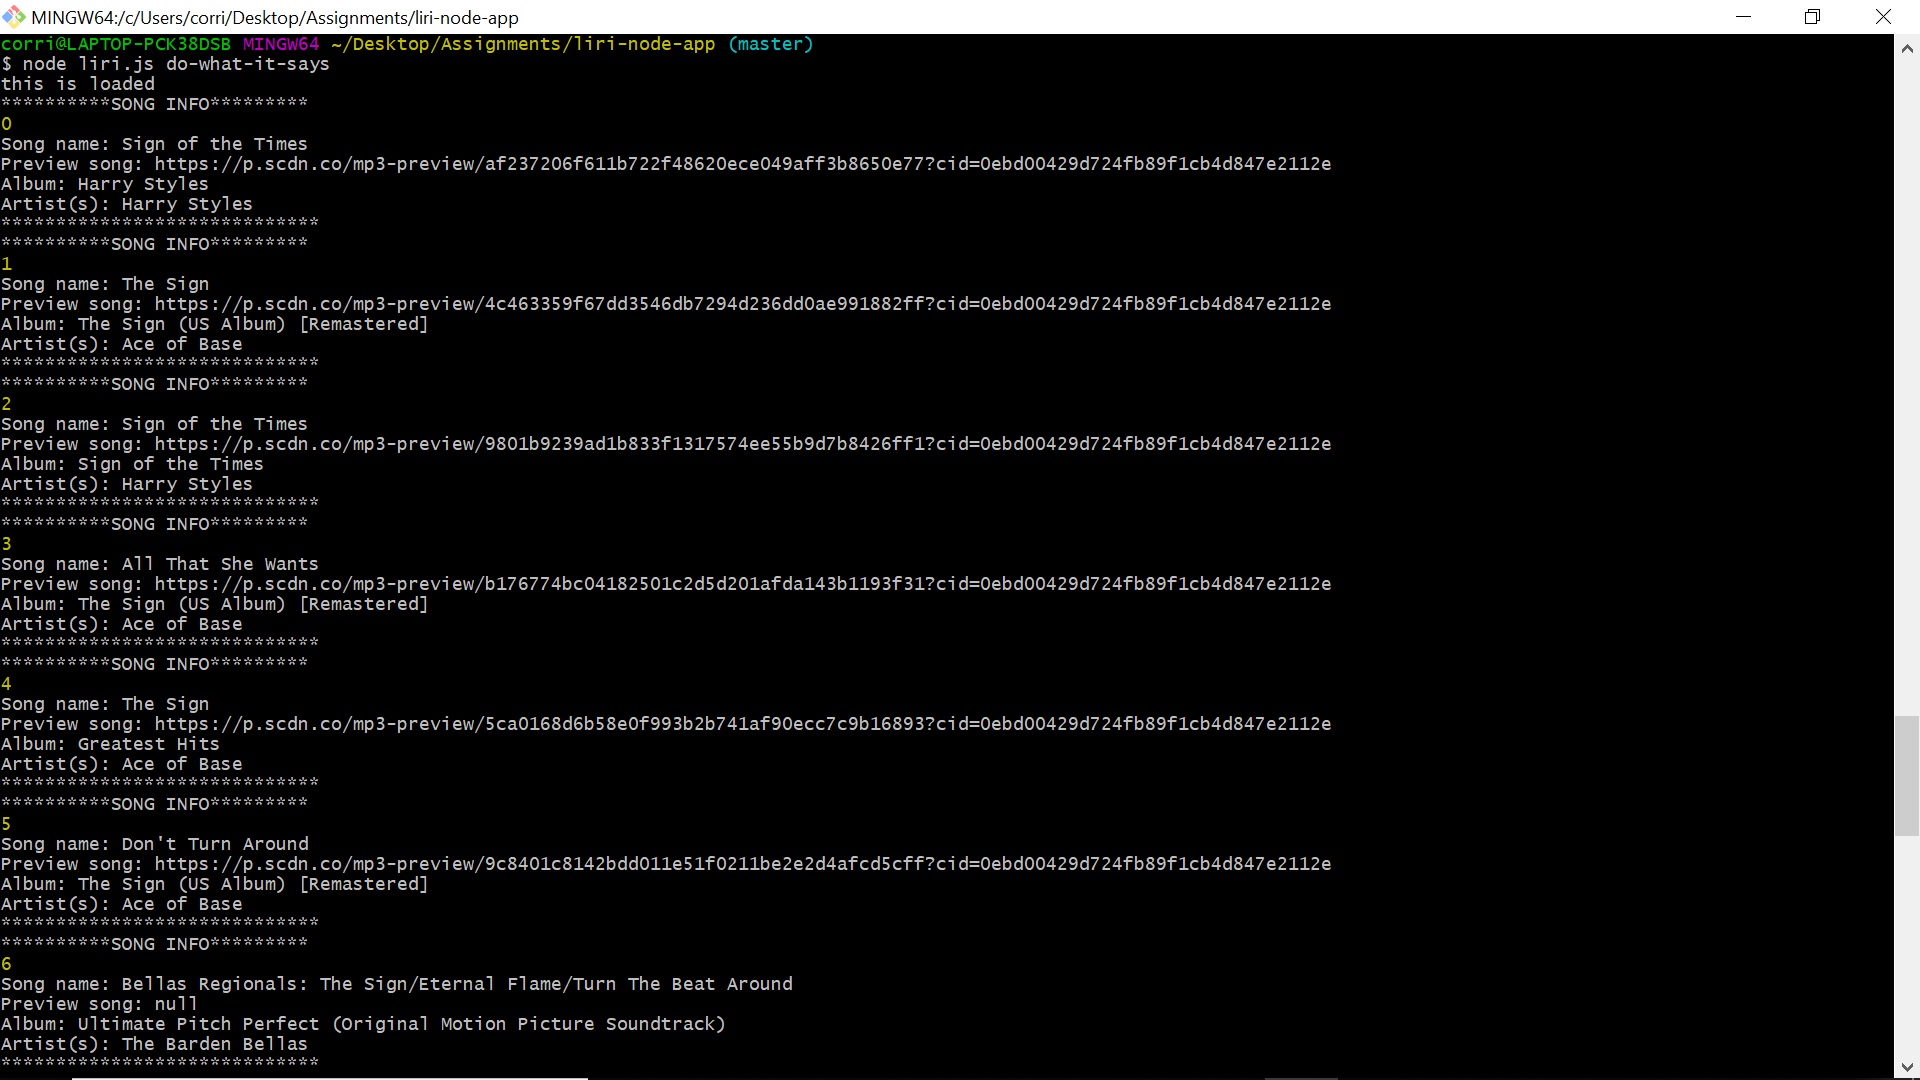 MINGW64:/c/Users/corri/Desktop/Assignments/liri-node-app
corri@LAPTOP-PCK38DSB MINGW64 ~/Desktop/Assignments/liri-node-app (master)
$ node liri.js do-what-it-says
this is loaded
**********SONG INFO*********
0
Song name: Sign of the Times
Preview song: https://p.scdn.co/mp3-preview/af237206f611b722f48620ece049aff3b8650e77?cid=0ebd00429d724fb89f1cb4d847e2112e
Album: Harry Styles
Artist(s): Harry Styles
*****************************
**********SONG INFO*********
1
Song name: The Sign
Preview song: https://p.scdn.co/mp3-preview/4c463359f67dd3546db7294d236dd0ae991882ff?cid=0ebd00429d724fb89f1cb4d847e2112e
Album: The Sign (US Album) [Remastered]
Artist(s): Ace of Base
*****************************
**********SONG INFO*********
2
Song name: Sign of the Times
Preview song: https://p.scdn.co/mp3-preview/9801b9239ad1b833f1317574ee55b9d7b8426ff1?cid=0ebd00429d724fb89f1cb4d847e2112e
Album: Sign of the Times
Artist(s): Harry Styles
*****************************
**********SONG INFO*********
3
Song name: All That She Wants
Preview song: https://p.scdn.co/mp3-preview/b176774bc04182501c2d5d201afda143b1193f31?cid=0ebd00429d724fb89f1cb4d847e2112e
Album: The Sign (US Album) [Remastered]
Artist(s): Ace of Base
*****************************
**********SONG INFO*********
4
Song name: The Sign
Preview song: https://p.scdn.co/mp3-preview/5ca0168d6b58e0f993b2b741af90ecc7c9b16893?cid=0ebd00429d724fb89f1cb4d847e2112e
Album: Greatest Hits
Artist(s): Ace of Base
*****************************
**********SONG INFO*********
5
Song name: Don't Turn Around
Preview song: https://p.scdn.co/mp3-preview/9c8401c8142bdd011e51f0211be2e2d4afcd5cff?cid=0ebd00429d724fb89f1cb4d847e2112e
Album: The Sign (US Album) [Remastered]
Artist(s): Ace of Base
*****************************
**********SONG INFO*********
6
Song name: Bellas Regionals: The Sign/Eternal Flame/Turn The Beat Around
Preview song: null
Album: Ultimate Pitch Perfect (Original Motion Picture Soundtrack)
Artist(s): The Barden Bellas
*****************************